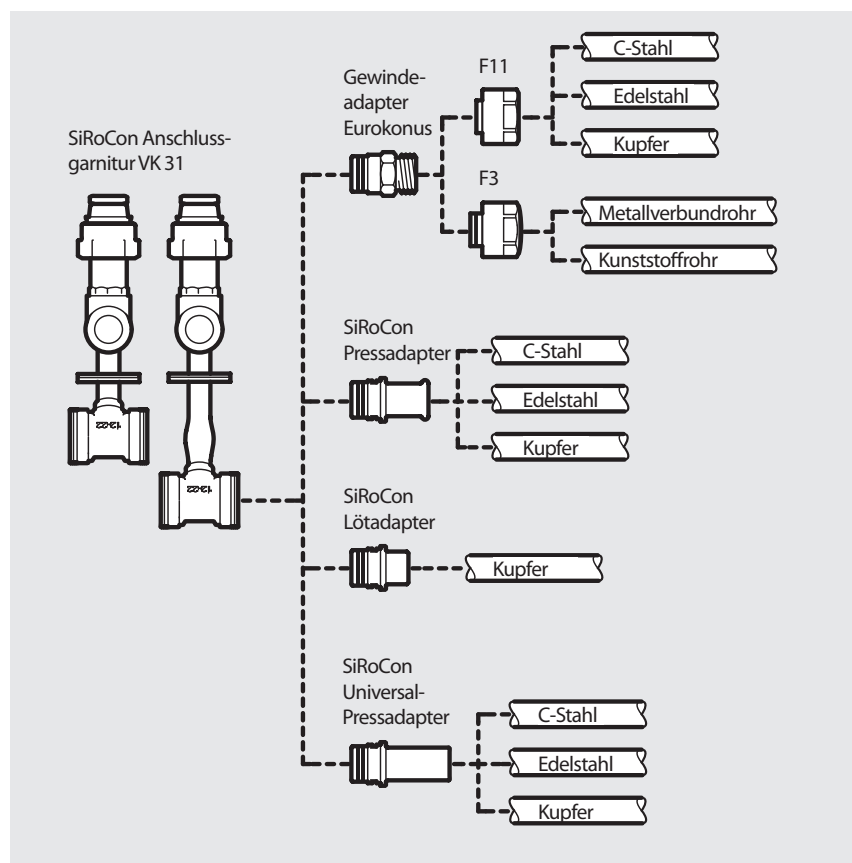 SiRoCon Anschluss-
garnitur VK 31
Gewinde-
adapter
Eurokonus
F11
C-Stahl
Edelstahl
Kupfer
F3
Metallverbundrohr
Kunststoffrohr
SiRoCon
Pressadapter
C-Stahl
Edelstahl
Kupfer
SiRoCon
Lötadapter
Kupfer
SiRoCon
Universal-
Pressadapter
C-Stahl
Edelstahl
Kupfer